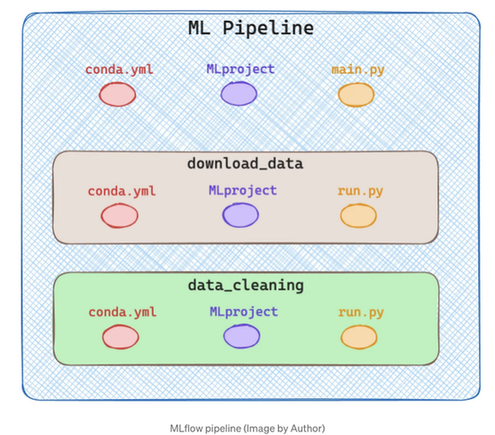 ML Pipeline
conda.yml MLproject main.py
download_data
conda.yml MLproject run.py
data_cleaning
conda.yml MLproject run.py
MLflow pipeline (Image by Author)